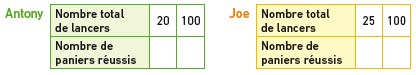 Antony
Nombre total
de lancers
20 100
Nombre de
paniers réussis
Joe
Nombre total
de lancers
25 100
Nombre de
paniers réussis